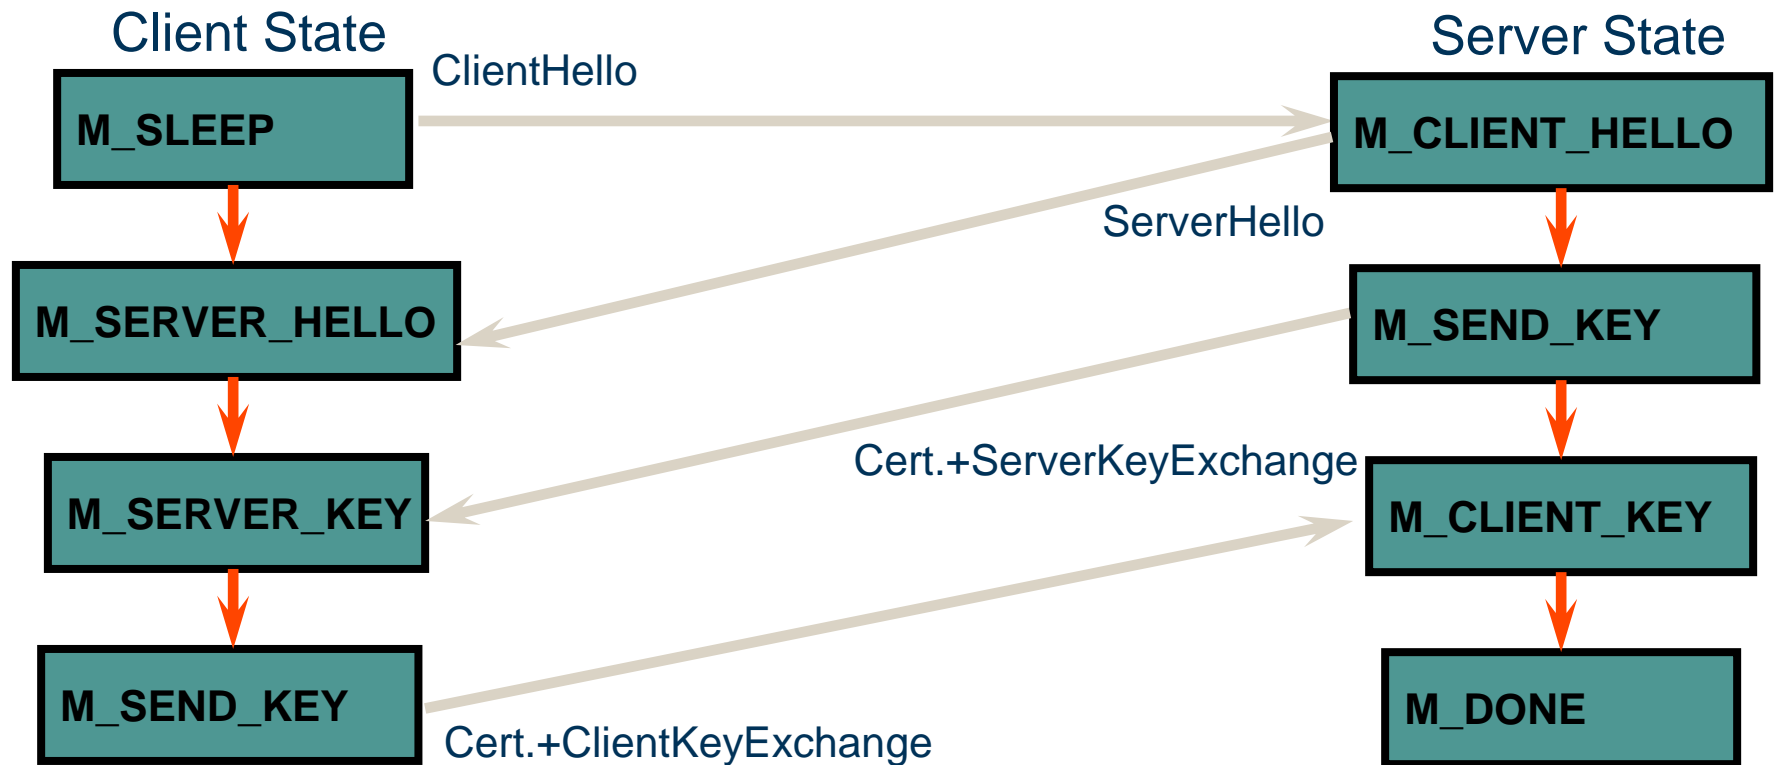 Client State
Server State
ClientHello
M_SLEEP
M_CLIENT_HELLO
ServerHello
M_SERVER_HELLO
M_SEND_KEY
Cert.+ServerKeyExchange
M_SERVER_KEY
M_CLIENT_KEY
M_SEND_KEY
M_DONE
Cert.+ClientKeyExchange